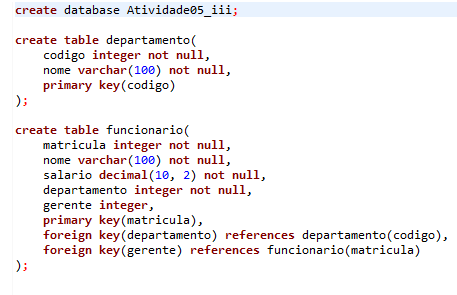 create database Atividade05_iii;
create table departamento(
codigo integer not null,
nome varchar(100) not null,
primary key(codigo)
);
create table funcionario(
matricula integer not null,
nome varchar(100) not null,
salario decimal(10, 2) not null,
departamento integer not null,
gerente integer,
primary key(matricula),
foreign key(departamento) references departamento(codigo),
foreign key(gerente) references funcionario(matricula)
);